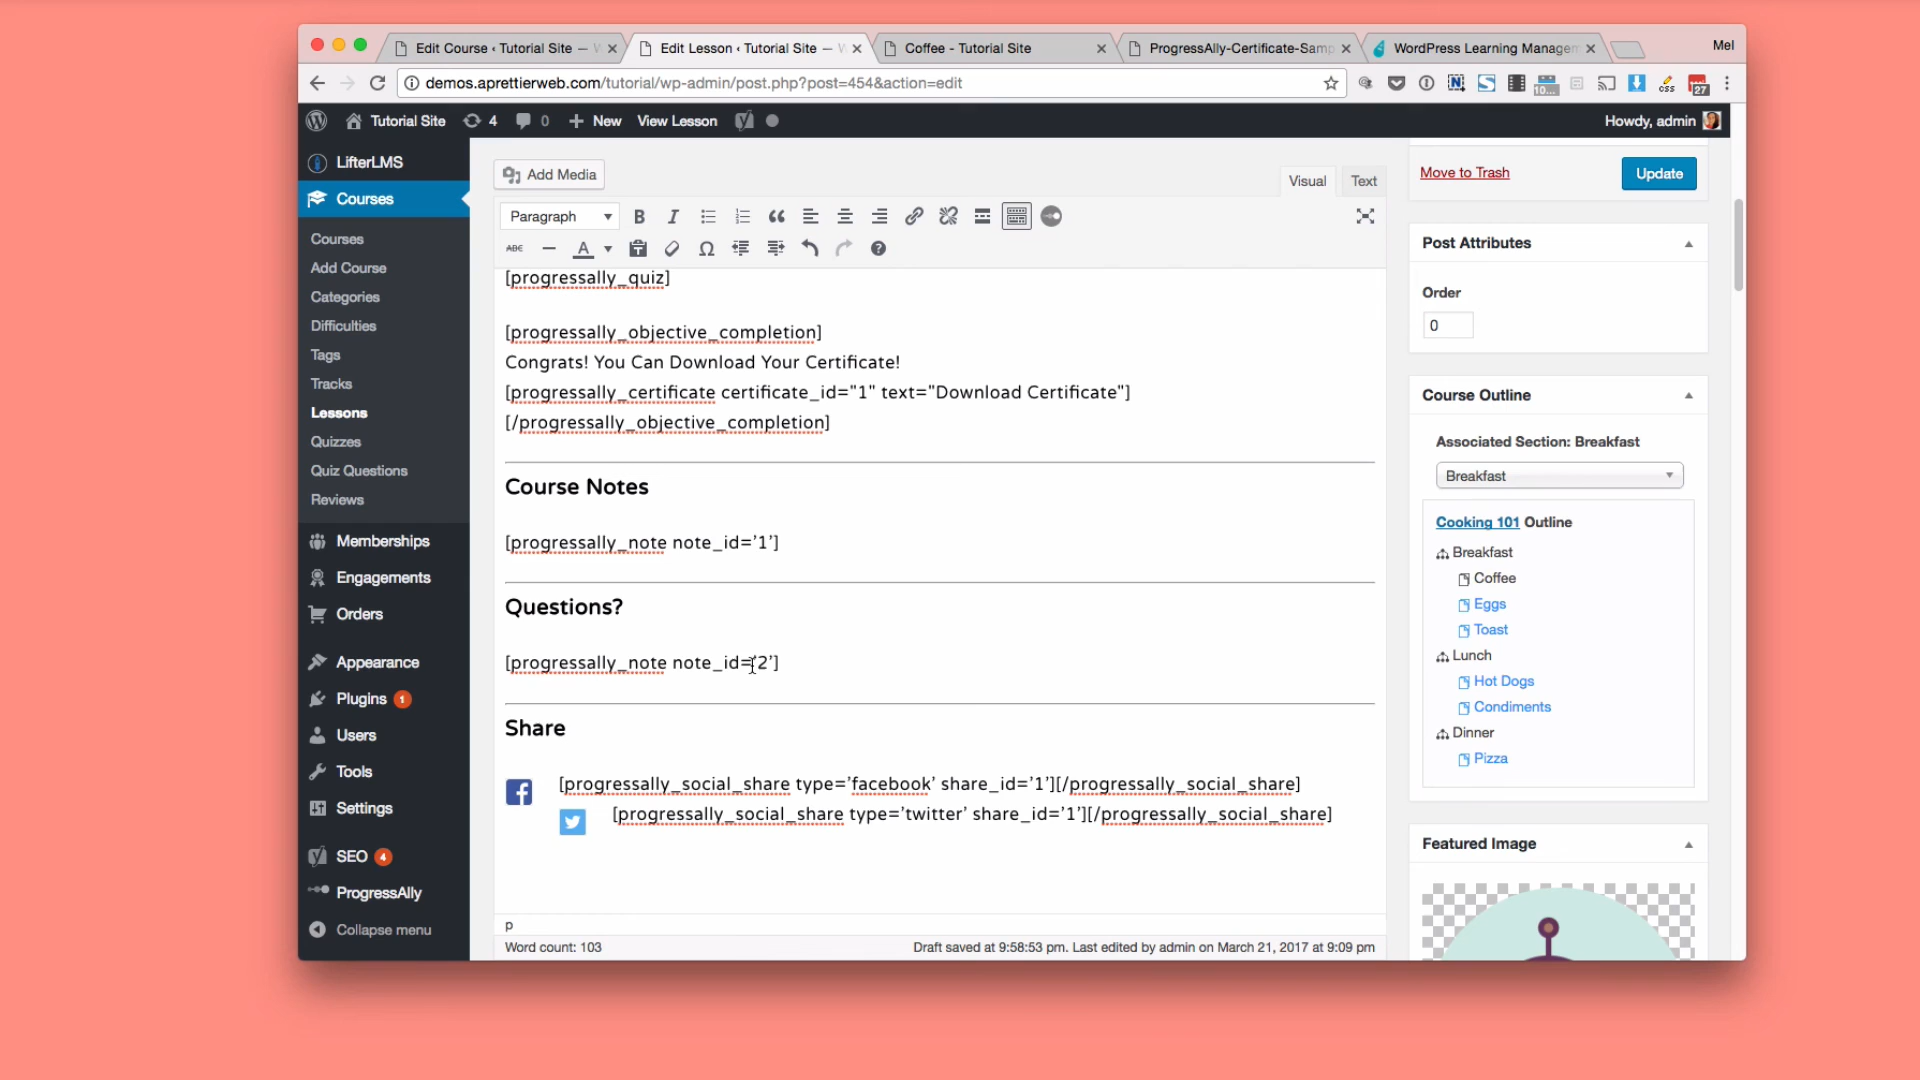 Edit Course ‹ Tutorial Site — W
Edit Lesson ‹ Tutorial Site — W
Coffee - Tutorial Site
ProgressAlly-Certificate-Samp
WordPress Learning Managem
Mel
demos.aprettierweb.com/tutorial/wp-admin/post.php?post=454&action=edit
10...
css
27
Tutorial Site
4
0
New
View Lesson
Howdy, admin
LifterLMS
Courses
Courses
Add Course
Categories
Difficulties
Tags
Tracks
Lessons
Quizzes
Quiz Questions
Reviews
Memberships
Engagements
Orders
Appearance
Plugins 1
Users
Tools
Settings
SEO 4
ProgressAlly
Collapse menu
Add Media
Visual
Text
Paragraph
B
I
ABC
A
[progressally_quiz]
[progressally_objective_completion]
Congrats! You Can Download Your Certificate!
[progressally_certificate certificate_id="1" text="Download Certificate"]
[/progressally_objective_completion]
Course Notes
[progressally_note note_id=’1’]
Questions?
[progressally_note note_id=’2’]
Share
[progressally_social_share type=’facebook’ share_id=’1’][/progressally_social_share]
[progressally_social_share type=’twitter’ share_id=’1’][/progressally_social_share]
p
Word count: 103
Draft saved at 9:58:53 pm. Last edited by admin on March 21, 2017 at 9:09 pm
Move to Trash
Update
Post Attributes
Order
0
Course Outline
Associated Section: Breakfast
Breakfast
Cooking 101 Outline
Breakfast
Coffee
Eggs
Toast
Lunch
Hot Dogs
Condiments
Dinner
Pizza
Featured Image